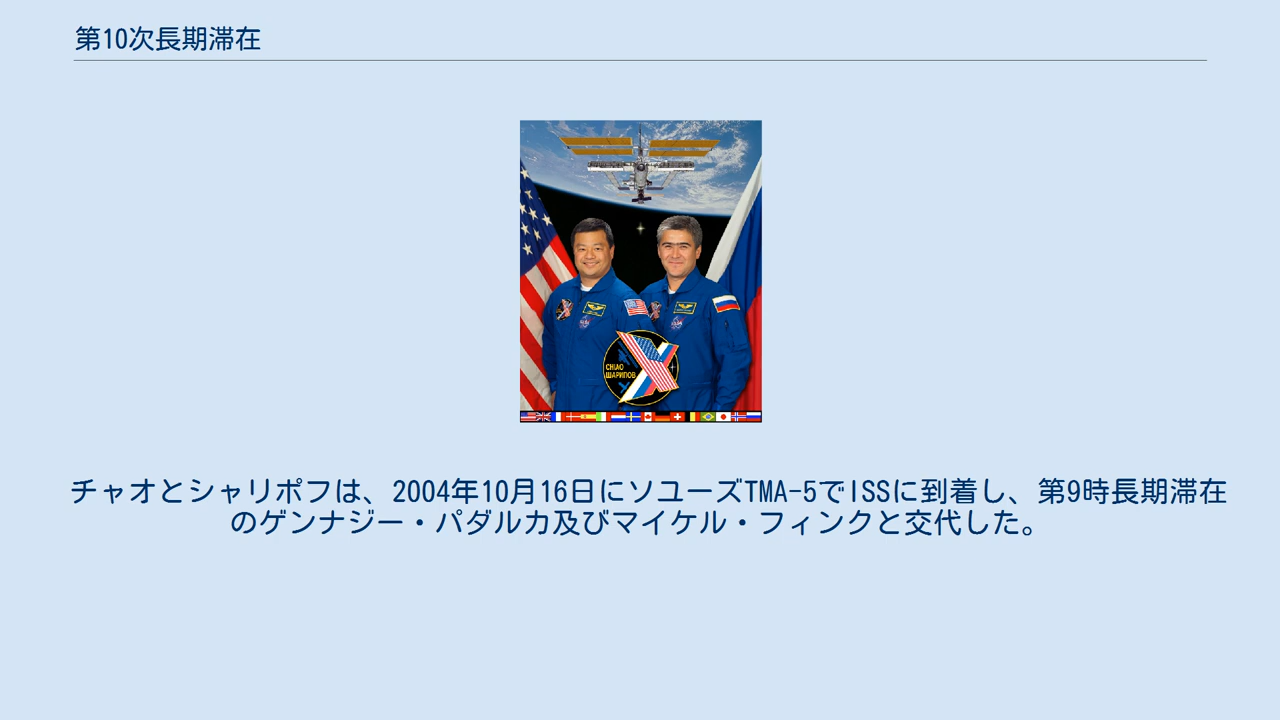 第10次長期滞在
CHIAO
ШАРИПОВ
チャオとシャリポフは、2004年10月16日にソユーズTMA-5でISSに到着し、第9時長期滞在
のゲンナジー・パダルカ及びマイケル・フィンクと交代した。